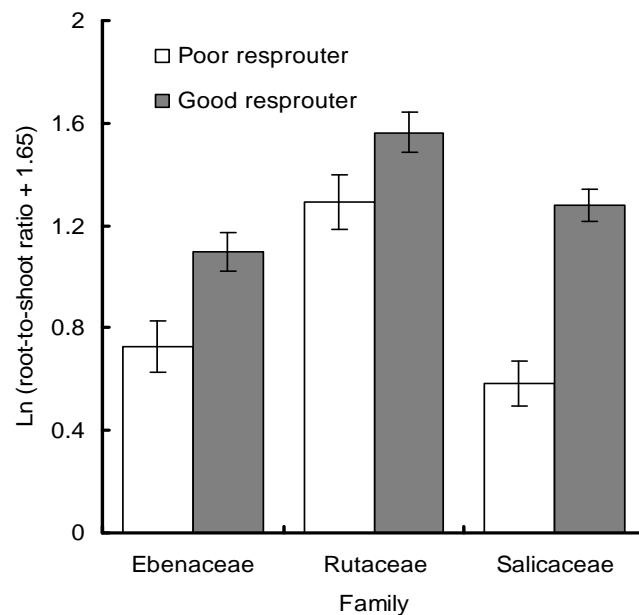 2
1.6
1.2
0.8
0.4
0
Ln (root-to-shoot ratio + 1.65)
Poor resprouter
Good resprouter
Ebenaceae Rutaceae Salicaceae
Family